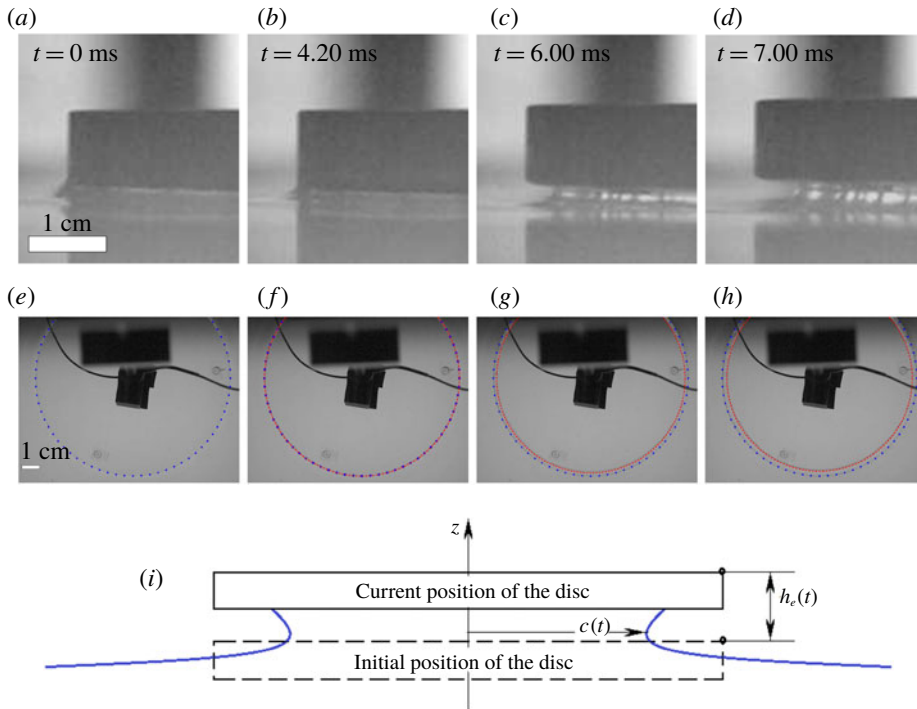 (a) (b) (c) (d)
t = 0 ms t = 4.20 ms t = 6.00 ms t = 7.00 ms
1 cm
(e) (f) (g) (h)
1 cm
z
(i)
Current position of the disc
h_e(t)
c(t)
Initial position of the disc